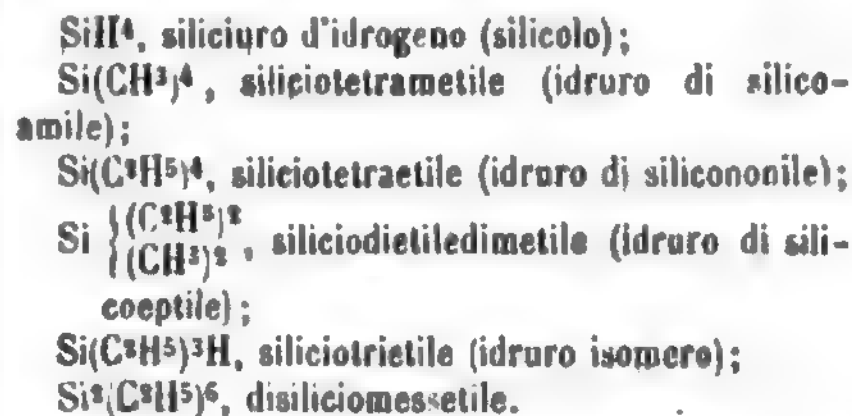 SiH⁴, siliciuro d'idrogeno (silicolo);
Si(CH³)⁴, siliciotetrametile (idruro di silico-
amile);
Si(C²H⁵)⁴, siliciotetraetile (idruro di silicononile);
Si {(C²H⁵)²
{(CH³)² , siliciodietiledimetile (idruro di sili-
coeptile);
Si(C²H⁵)³H, siliciotrietile (idruro isomero);
Si²(C²H⁵)⁶, disiliciomessetile.